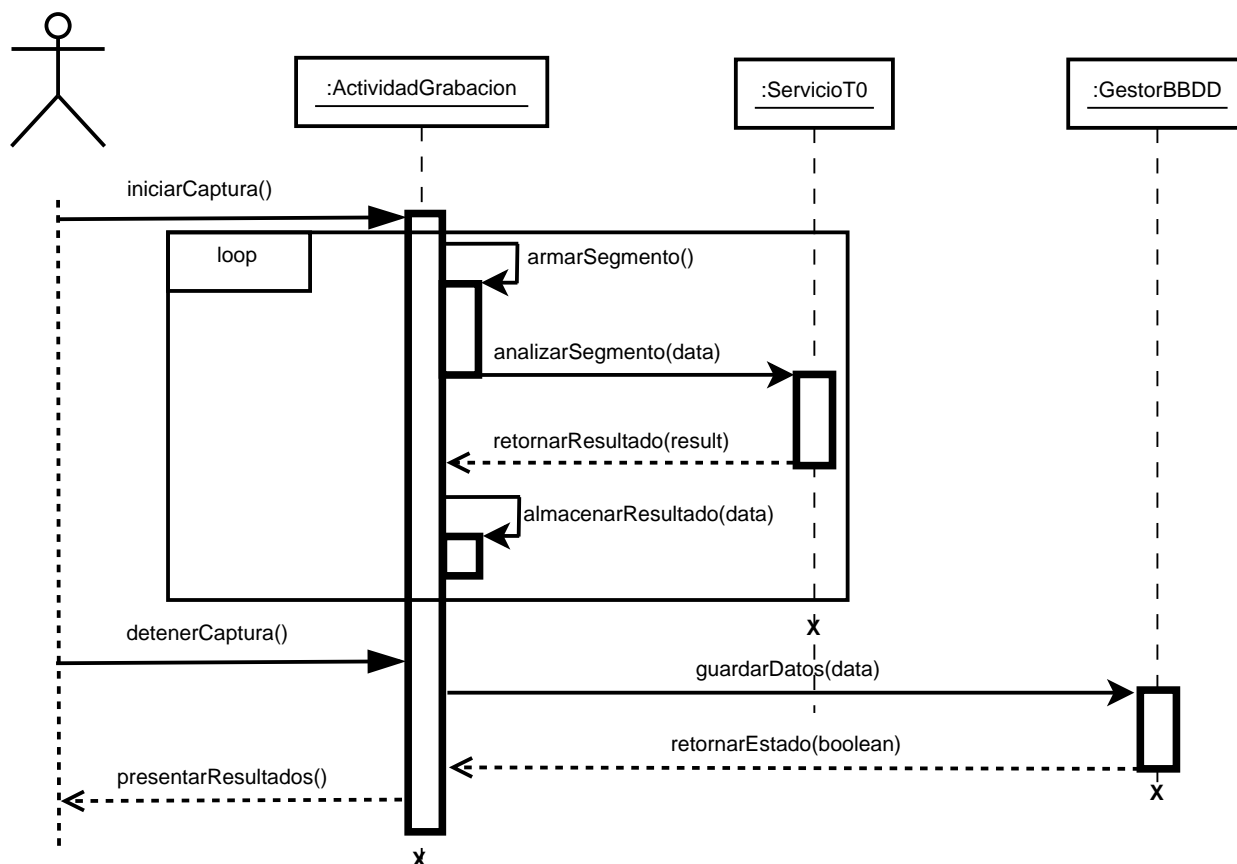 :ActividadGrabacion
:ServicioT0
:GestorBBDD
iniciarCaptura()
loop
armarSegmento()
analizarSegmento(data)
retornarResultado(result)
almacenarResultado(data)
X
detenerCaptura()
guardarDatos(data)
retornarEstado(boolean)
presentarResultados()
X
X